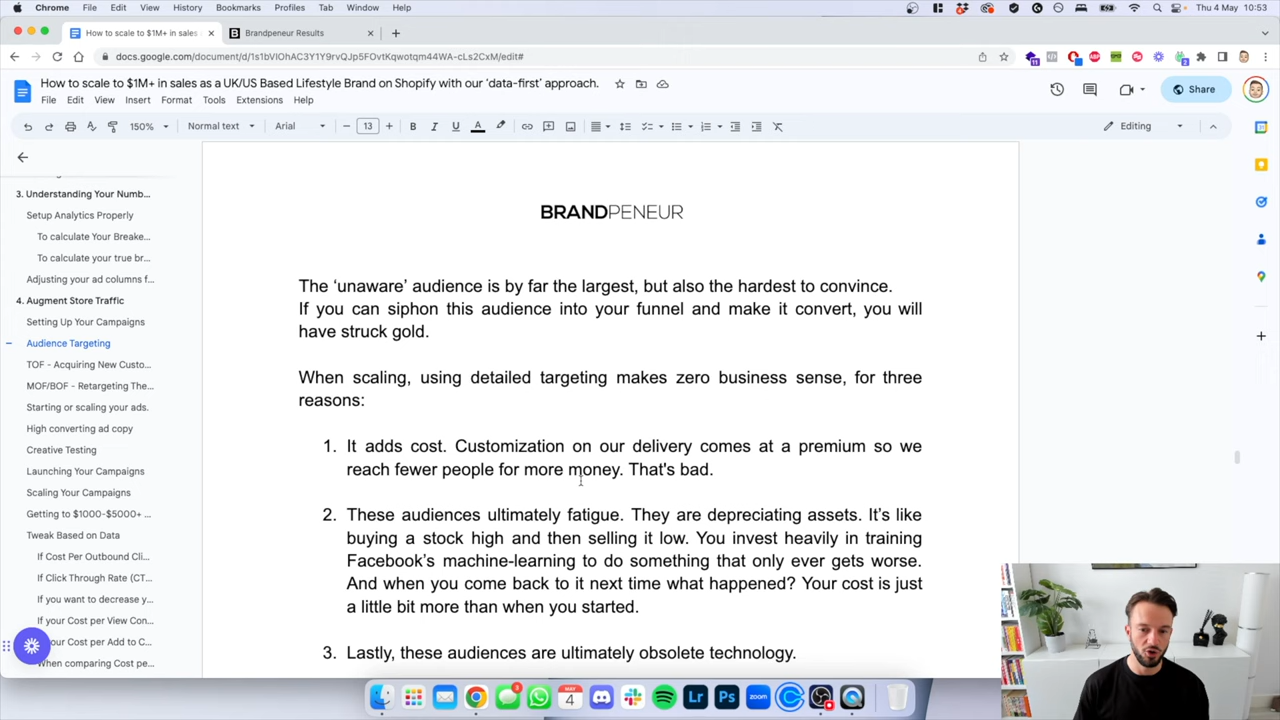 Chrome File Edit View History Bookmarks Profiles Tab Window Help
Thu 4 May 10:53
How to scale to $1M+ in sales
Brandpeneur Results
docs.google.com/document/d/1s1bVIOhAC3Y1Y9rvQJp5FOvtKqwotqm44WA-cLs2CxM/edit#
How to scale to $1M+ in sales as a UK/US Based Lifestyle Brand on Shopify with our 'data-first' approach.
File Edit View Insert Format Tools Extensions Help
Share
150% Normal text Arial 13 Editing
3. Understanding Your Numb...
Setup Analytics Properly
To calculate Your Breake...
To calculate your true br...
Adjusting your ad columns f...
4. Augment Store Traffic
Setting Up Your Campaigns
Audience Targeting
TOF - Acquiring New Custo...
MOF/BOF - Retargeting The...
Starting or scaling your ads.
High converting ad copy
Creative Testing
Launching Your Campaigns
Scaling Your Campaigns
Getting to $1000-$5000+ ...
Tweak Based on Data
If Cost Per Outbound Cli...
If Click Through Rate (CT...
If you want to decrease y...
if your Cost per View Con...
your Cost per Add to C...
When comparing Cost pe...
BRANDPENEUR
The ‘unaware’ audience is by far the largest, but also the hardest to convince.
If you can siphon this audience into your funnel and make it convert, you will
have struck gold.
When scaling, using detailed targeting makes zero business sense, for three
reasons:
1. It adds cost. Customization on our delivery comes at a premium so we
reach fewer people for more money. That's bad.
2. These audiences ultimately fatigue. They are depreciating assets. It’s like
buying a stock high and then selling it low. You invest heavily in training
Facebook’s machine-learning to do something that only ever gets worse.
And when you come back to it next time what happened? Your cost is just
a little bit more than when you started.
3. Lastly, these audiences are ultimately obsolete technology.
MAY
4
Lr
Ps
zoom